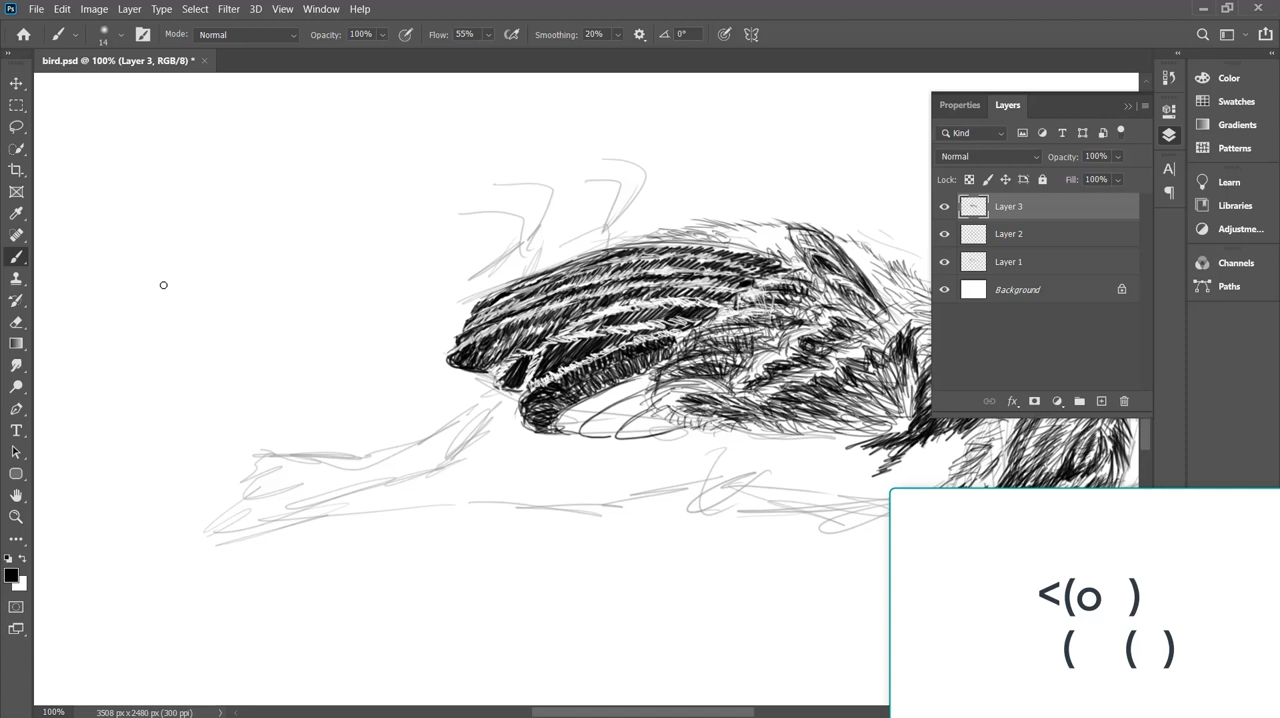 Ps File Edit Image Layer Type Select Filter 3D View Window Help
14 Mode: Normal Opacity: 100% Flow: 55% Smoothing: 20% 0°
bird.psd @ 100% (Layer 3, RGB/8) *
Properties Layers
Kind
Normal Opacity: 100%
Lock: Fill: 100%
Layer 3
Layer 2
Layer 1
Background
fx
Color
Swatches
Gradients
Patterns
Learn
Libraries
Adjustme...
Channels
Paths
<(o )
( ( )
100% 3508 px x 2480 px (300 ppi)